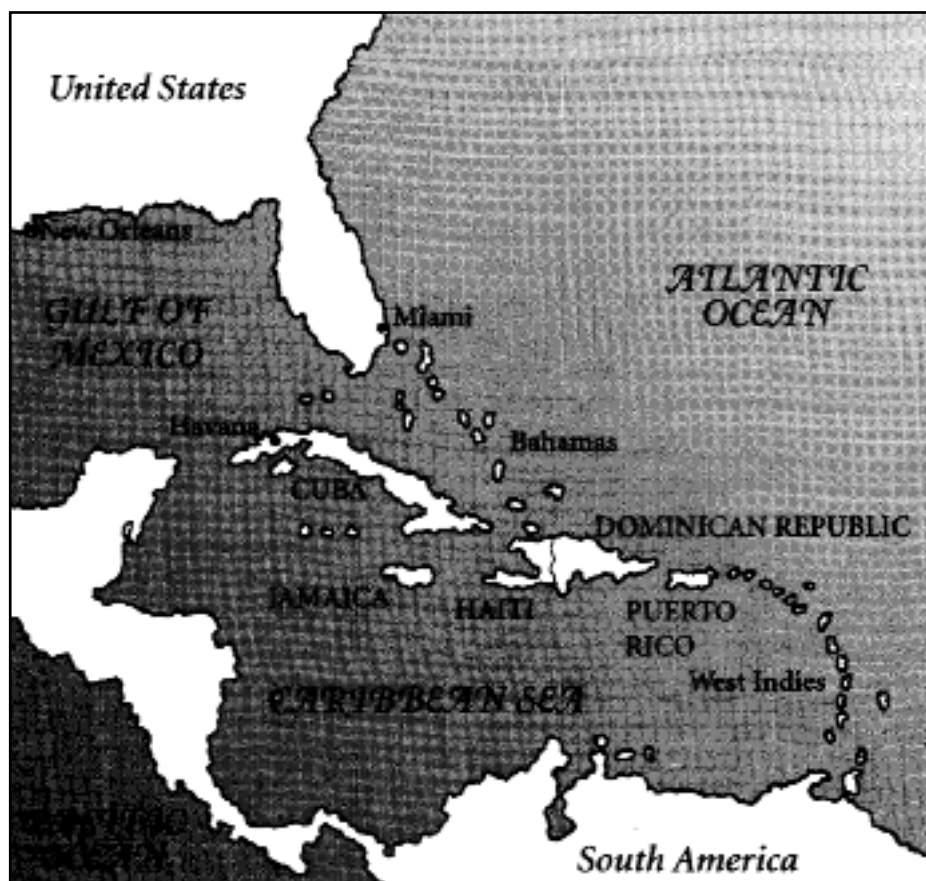 United States
New Orleans
ATLANTIC
OCEAN
GULF OF
MEXICO
Miami
Havana
Bahamas
CUBA
DOMINICAN REPUBLIC
JAMAICA
HAITI
PUERTO
RICO
West Indies
CARIBBEAN SEA
OCEAN
South America